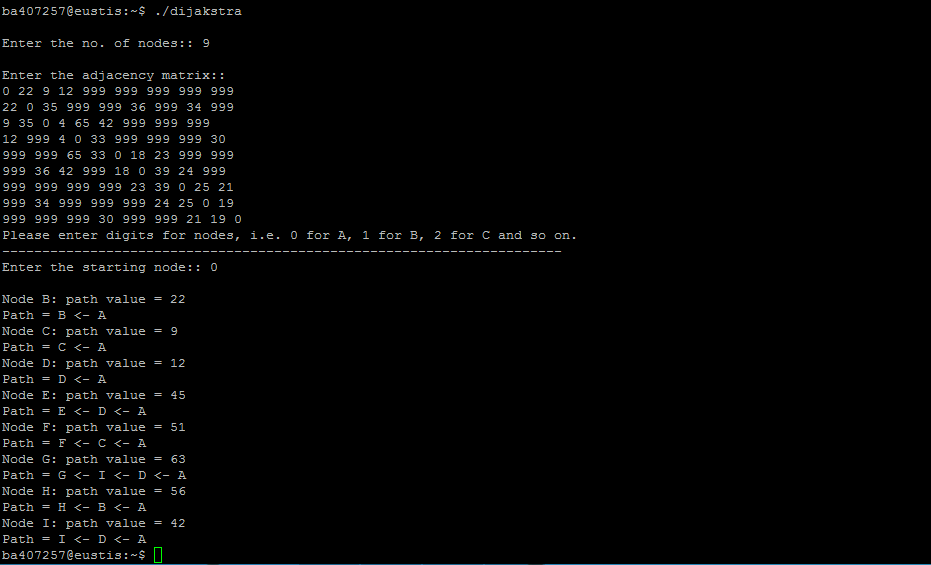 ba407257@eustis:~$ ./dijakstra
Enter the no. of nodes:: 9
Enter the adjacency matrix::
0 22 9 12 999 999 999 999 999
22 0 35 999 999 36 999 34 999
9 35 0 4 65 42 999 999 999
12 999 4 0 33 999 999 999 30
999 999 65 33 0 18 23 999 999
999 36 42 999 18 0 39 24 999
999 999 999 999 23 39 0 25 21
999 34 999 999 999 24 25 0 19
999 999 999 30 999 999 21 19 0
Please enter digits for nodes, i.e. 0 for A, 1 for B, 2 for C and so on.
----------------------------------------------------------------------
Enter the starting node:: 0
Node B: path value = 22
Path = B <- A
Node C: path value = 9
Path = C <- A
Node D: path value = 12
Path = D <- A
Node E: path value = 45
Path = E <- D <- A
Node F: path value = 51
Path = F <- C <- A
Node G: path value = 63
Path = G <- I <- D <- A
Node H: path value = 56
Path = H <- B <- A
Node I: path value = 42
Path = I <- D <- A
ba407257@eustis:~$